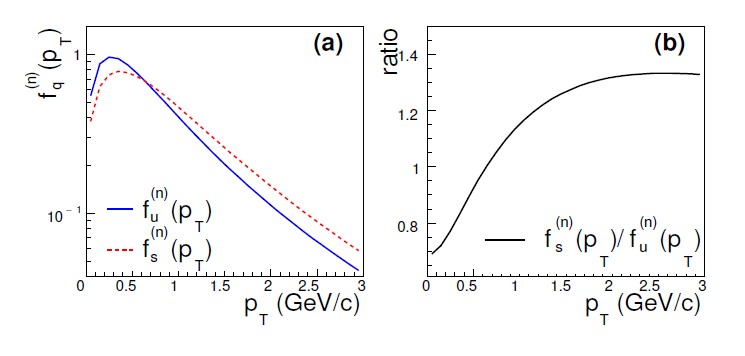 (a)
f_q^(n)(p_T)
1
10^-1
f_u^(n)(p_T)
f_s^(n)(p_T)
0 0.5 1 1.5 2 2.5 3
p_T (GeV/c)
(b)
ratio
1.4
1.2
1
0.8
f_s^(n)(p_T)/f_u^(n)(p_T)
0 0.5 1 1.5 2 2.5 3
p_T (GeV/c)